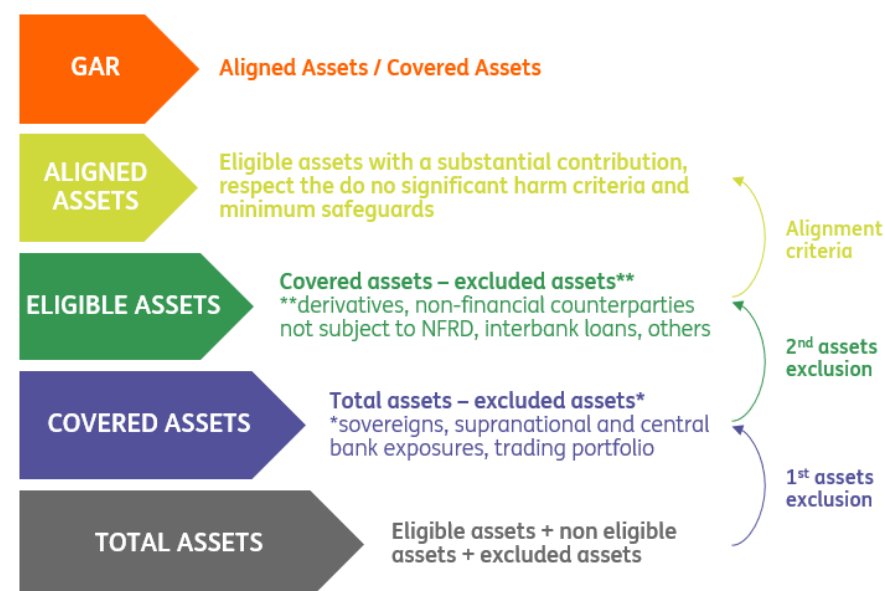 GAR
Aligned Assets / Covered Assets
ALIGNED
ASSETS
Eligible assets with a substantial contribution,
respect the do no significant harm criteria and
minimum safeguards
Alignment
criteria
ELIGIBLE ASSETS
Covered assets – excluded assets**
**derivatives, non-financial counterparties
not subject to NFRD, interbank loans, others
2nd assets
exclusion
COVERED ASSETS
Total assets – excluded assets*
*sovereigns, supranational and central
bank exposures, trading portfolio
1st assets
exclusion
TOTAL ASSETS
Eligible assets + non eligible
assets + excluded assets